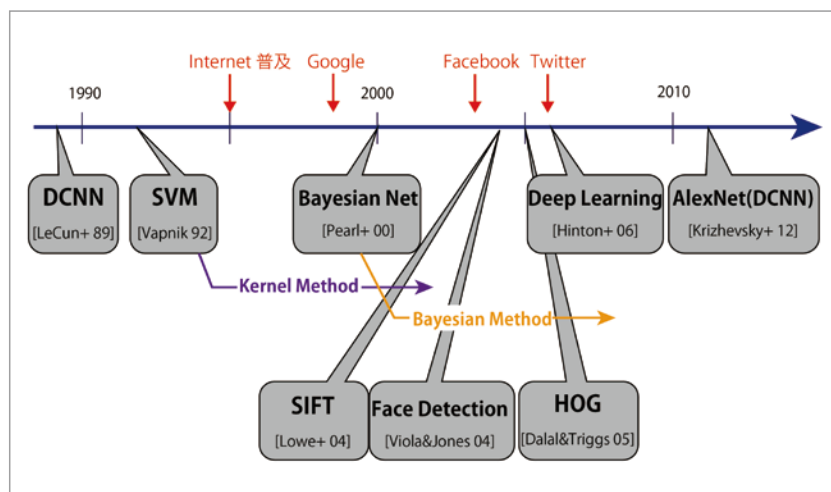 Internet 普及
Google
Facebook
Twitter
1990
2000
2010
DCNN
[LeCun+ 89]
SVM
[Vapnik 92]
Bayesian Net
[Pearl+ 00]
Deep Learning
[Hinton+ 06]
AlexNet(DCNN)
[Krizhevsky+ 12]
Kernel Method
Bayesian Method
SIFT
[Lowe+ 04]
Face Detection
[Viola&Jones 04]
HOG
[Dalal&Triggs 05]